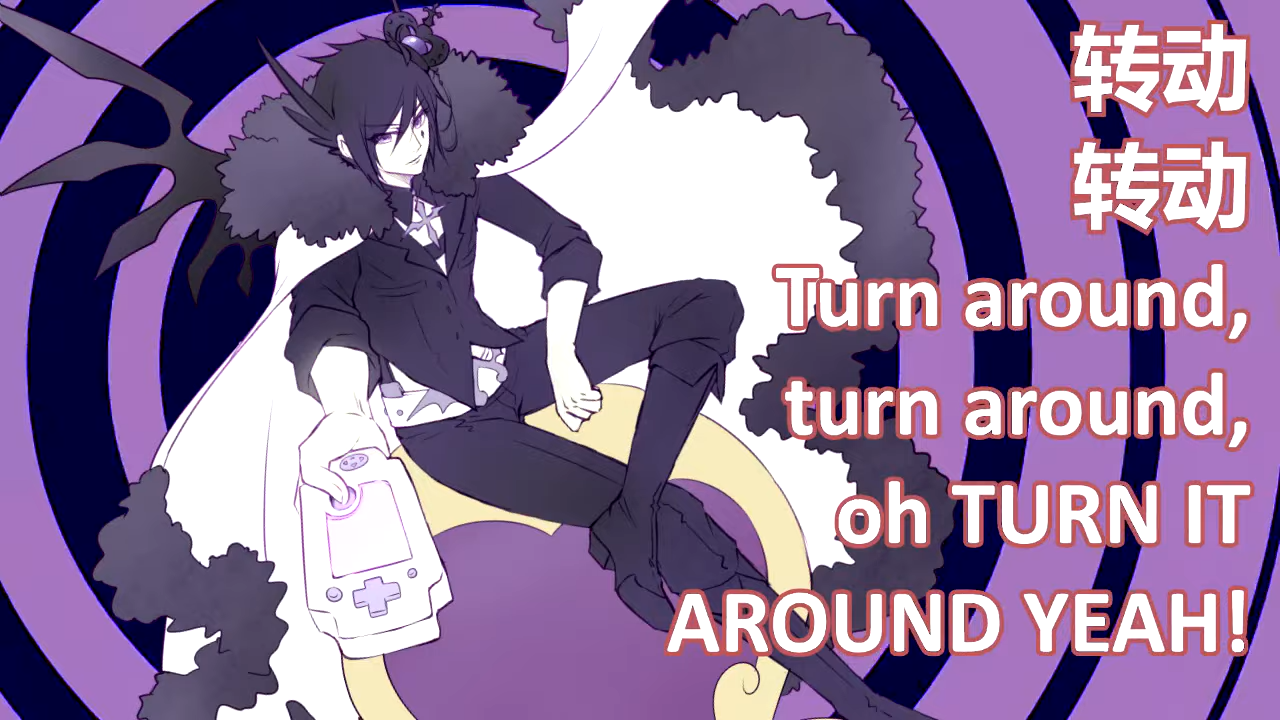 转动
转动
Turn around,
turn around,
oh TURN IT
AROUND YEAH!